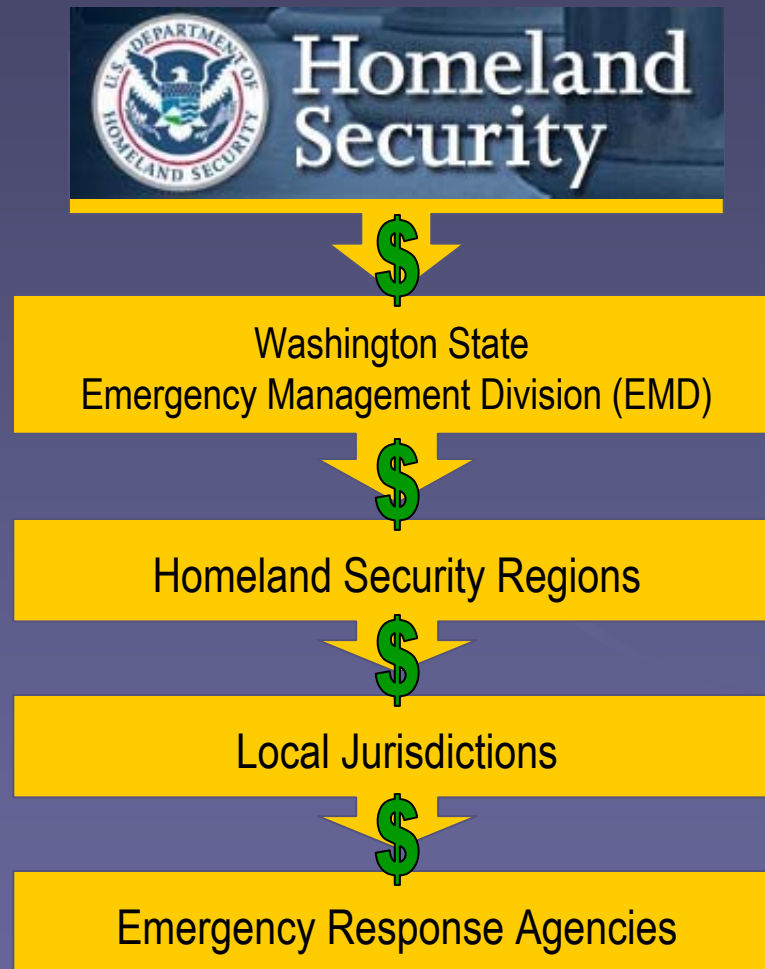 U.S. DEPARTMENT OF
HOMELAND SECURITY
Homeland
Security
$
Washington State
Emergency Management Division (EMD)
$
Homeland Security Regions
$
Local Jurisdictions
$
Emergency Response Agencies